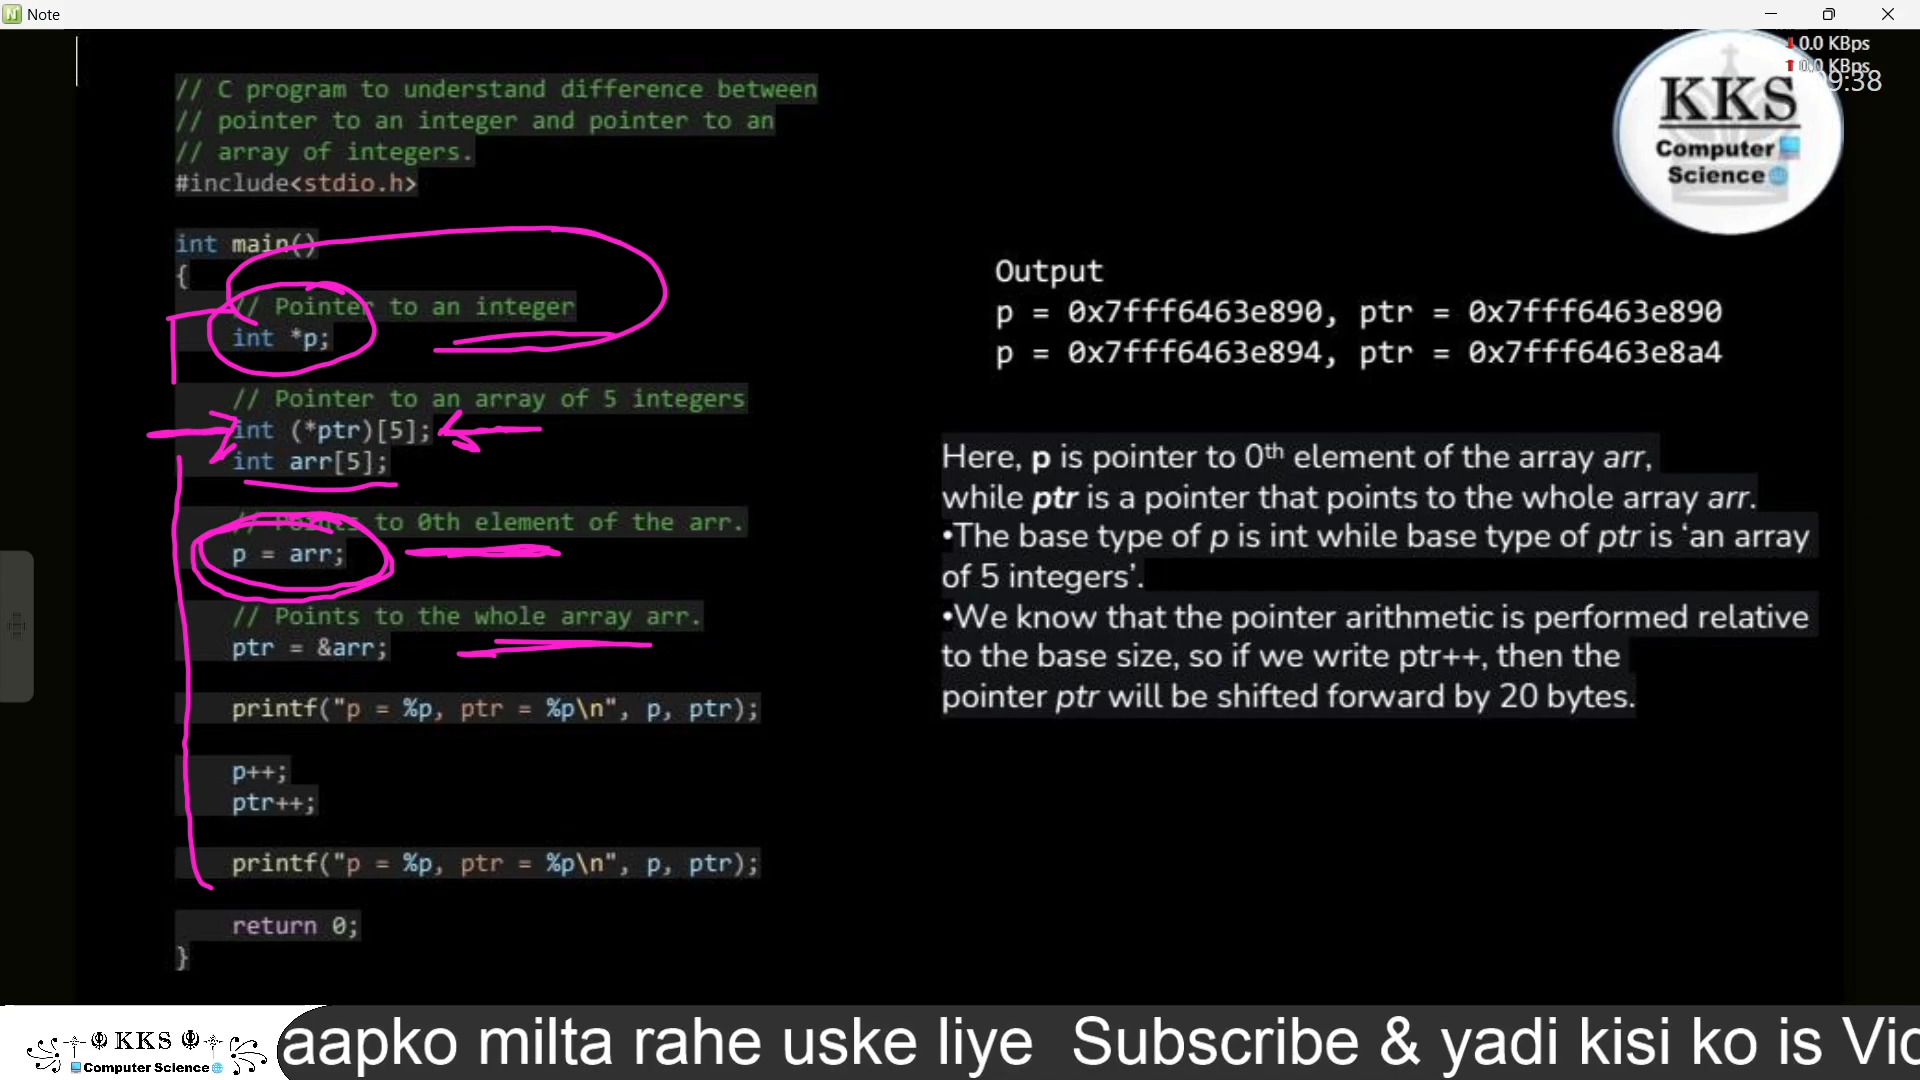 Note
0.0 KBps
0.0 KBps
9:38
KKS
Computer
Science
// C program to understand difference between
// pointer to an integer and pointer to an
// array of integers.
#include<stdio.h>
int main()
{
// Pointer to an integer
int *p;
// Pointer to an array of 5 integers
int (*ptr)[5];
int arr[5];
// Points to 0th element of the arr.
p = arr;
// Points to the whole array arr.
ptr = &arr;
printf("p = %p, ptr = %p\n", p, ptr);
p++;
ptr++;
printf("p = %p, ptr = %p\n", p, ptr);
return 0;
}
Output
p = 0x7fff6463e890, ptr = 0x7fff6463e890
p = 0x7fff6463e894, ptr = 0x7fff6463e8a4
Here, p is pointer to 0th element of the array arr,
while ptr is a pointer that points to the whole array arr.
•The base type of p is int while base type of ptr is ‘an array
of 5 integers’.
•We know that the pointer arithmetic is performed relative
to the base size, so if we write ptr++, then the
pointer ptr will be shifted forward by 20 bytes.
KKS
Computer Science
aapko milta rahe uske liye Subscribe & yadi kisi ko is Vid